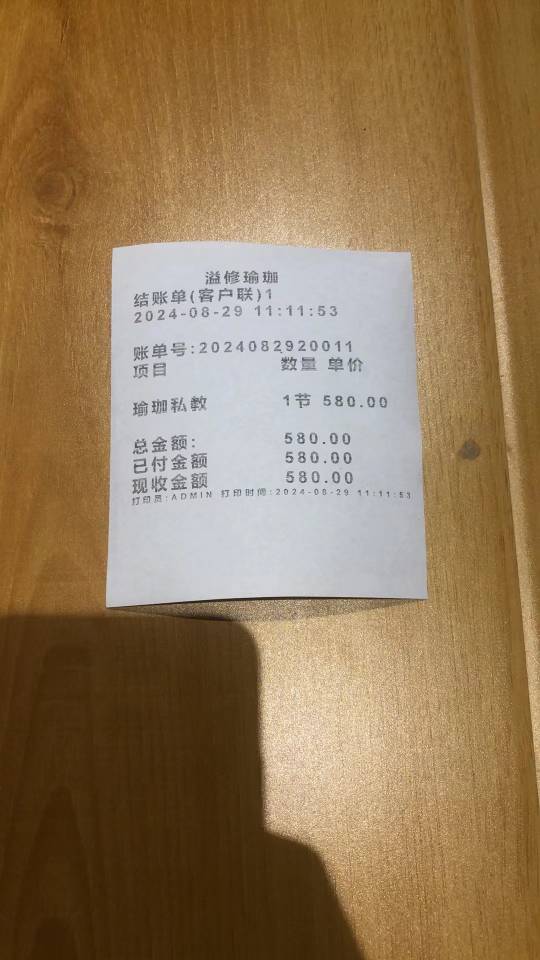 溢修瑜珈
结账单(客户联)1
2024-08-29 11:11:53
账单号:2024082920011
项目 数量 单价
瑜珈私教 1节 580.00
总金额: 580.00
已付金额 580.00
现收金额 580.00
打印员:ADMIN 打印时间:2024-08-29 11:11:53